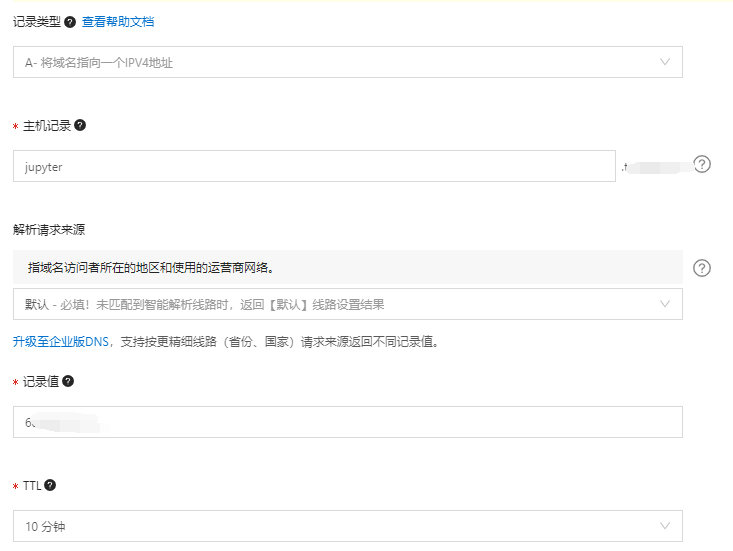 记录类型 查看帮助文档
A- 将域名指向一个IPV4地址
* 主机记录
jupyter
解析请求来源
指域名访问者所在的地区和使用的运营商网络。
默认 - 必填！未匹配到智能解析线路时，返回【默认】线路设置结果
升级至企业版DNS，支持按更精细线路（省份、国家）请求来源返回不同记录值。
* 记录值
* TTL
10 分钟